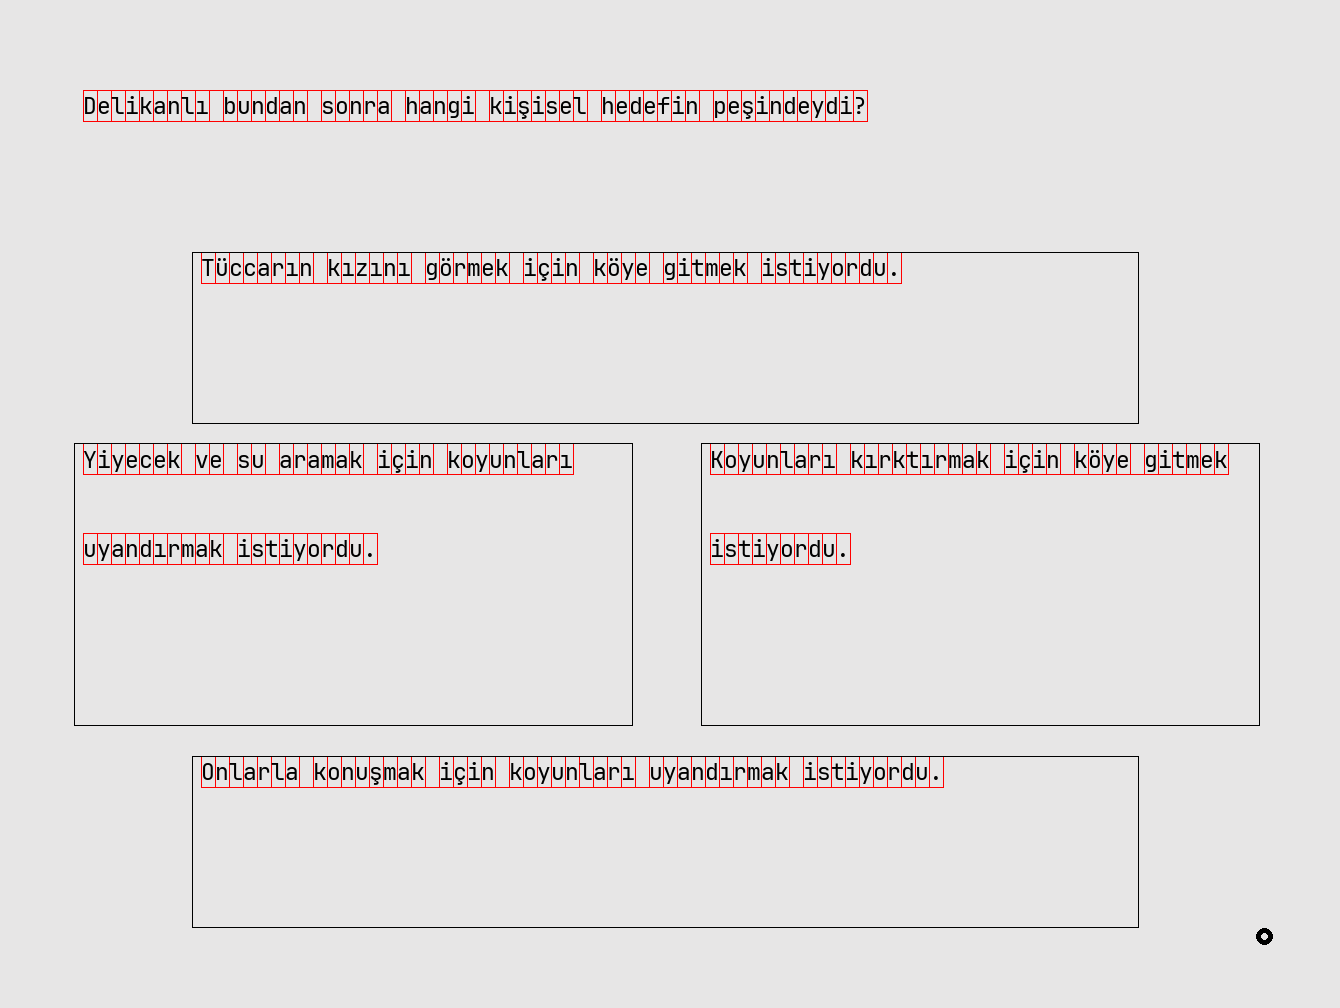 Delikanlı bundan sonra hangi kişisel hedefin peşindeydi?
Tüccarın kızını görmek için köye gitmek istiyordu.
Yiyecek ve su aramak için koyunları
uyandırmak istiyordu.
Koyunları kırktırmak için köye gitmek
istiyordu.
Onlarla konuşmak için koyunları uyandırmak istiyordu.